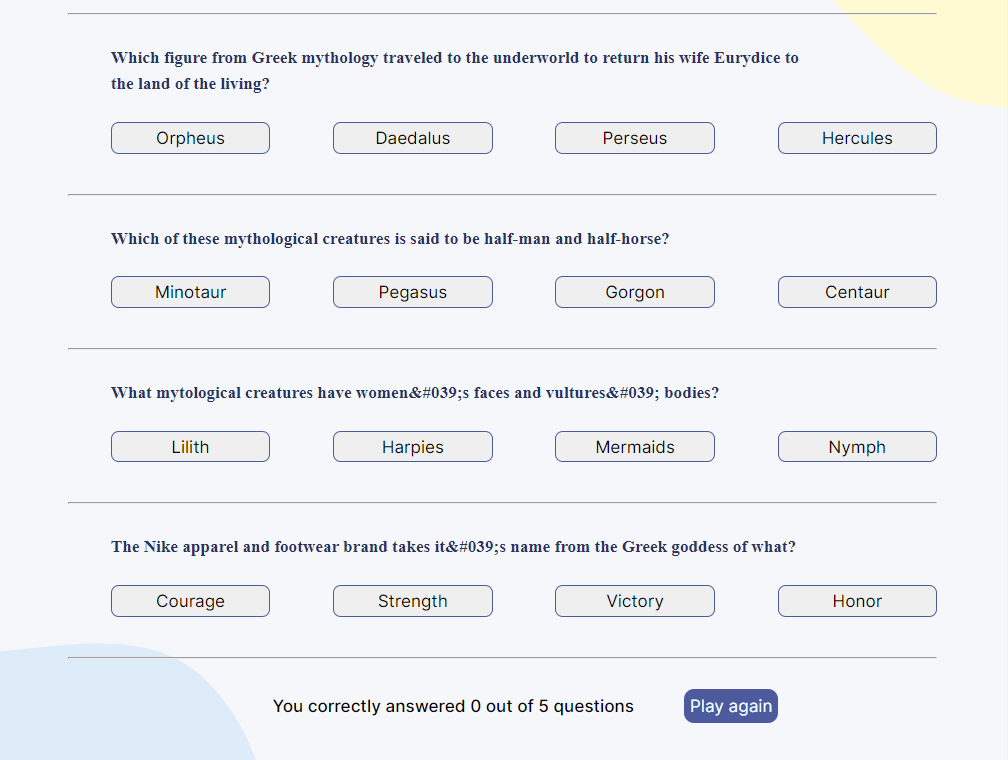 Which figure from Greek mythology traveled to the underworld to return his wife Eurydice to
the land of the living?
Orpheus Daedalus Perseus Hercules
Which of these mythological creatures is said to be half-man and half-horse?
Minotaur Pegasus Gorgon Centaur
What mytological creatures have women&#039;s faces and vultures&#039; bodies?
Lilith Harpies Mermaids Nymph
The Nike apparel and footwear brand takes it&#039;s name from the Greek goddess of what?
Courage Strength Victory Honor
You correctly answered 0 out of 5 questions Play again